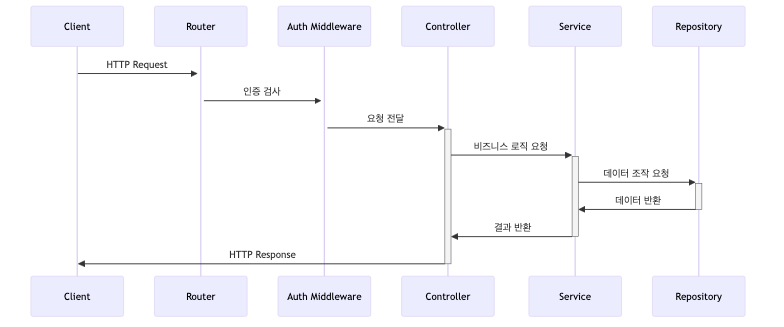 Client Router Auth Middleware Controller Service Repository
HTTP Request
인증 검사
요청 전달
비즈니스 로직 요청
데이터 조작 요청
데이터 반환
결과 반환
HTTP Response
Client Router Auth Middleware Controller Service Repository